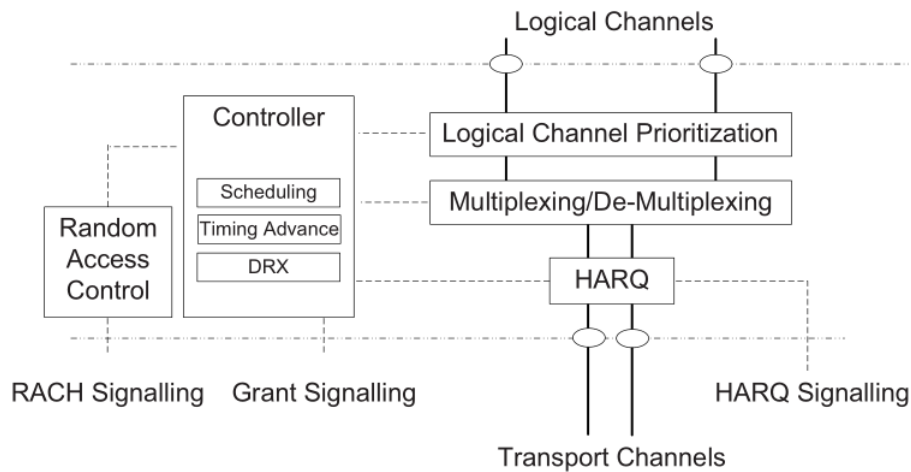 Logical Channels
Controller
Logical Channel Prioritization
Scheduling
Multiplexing/De-Multiplexing
Timing Advance
DRX
Random
Access
Control
HARQ
RACH Signalling
Grant Signalling
HARQ Signalling
Transport Channels